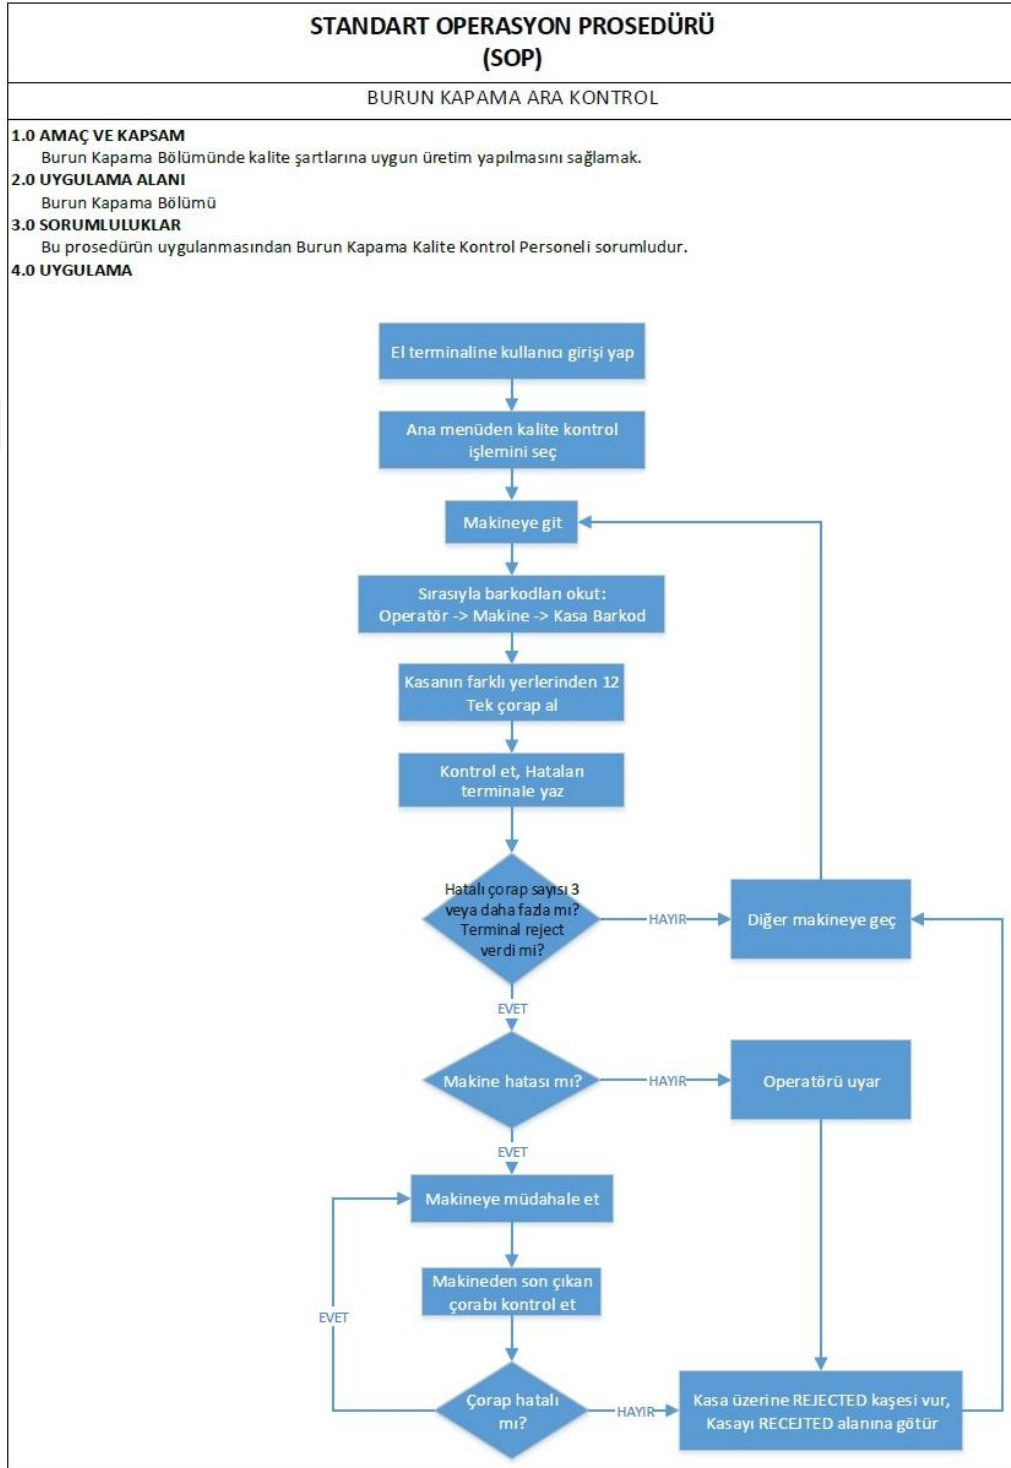 STANDART OPERASYON PROSEDÜRÜ
(SOP)
BURUN KAPAMA ARA KONTROL
1.0 AMAÇ VE KAPSAM
Burun Kapama Bölümünde kalite şartlarına uygun üretim yapılmasını sağlamak.
2.0 UYGULAMA ALANI
Burun Kapama Bölümü
3.0 SORUMLULUKLAR
Bu prosedürün uygulanmasından Burun Kapama Kalite Kontrol Personeli sorumludur.
4.0 UYGULAMA
El terminaline kullanıcı girişi yap
Ana menüden kalite kontrol
işlemini seç
Makineye git
Sırasıyla barkodları okut:
Operatör -> Makine -> Kasa Barkod
Kasanın farklı yerlerinden 12
Tek çorap al
Kontrol et, Hataları
terminale yaz
Hatalı çorap sayısı 3
veya daha fazla mı?
Terminal reject
verdi mi?
HAYIR
Diğer makineye geç
EVET
Makine hatası mı?
HAYIR
Operatörü uyar
EVET
Makineye müdahale et
Makineden son çıkan
çorabı kontrol et
EVET
Çorap hatalı
mı?
HAYIR
Kasa üzerine REJECTED kaşesi vur,
Kasayı RECEJTED alanına götür